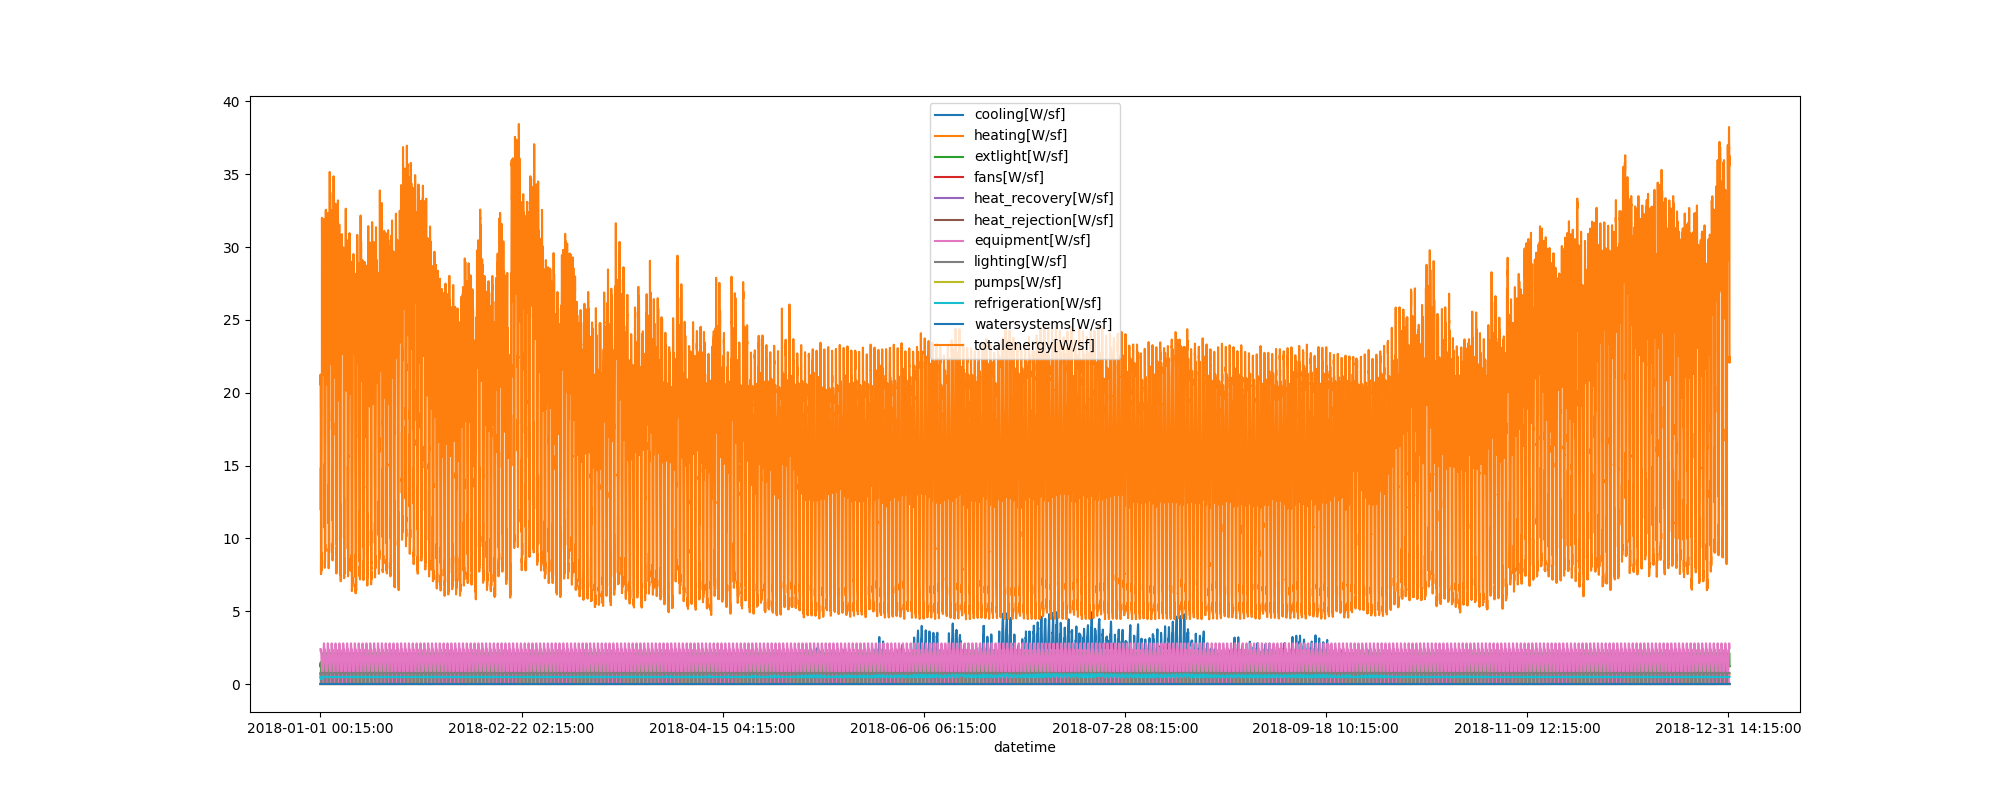 40
35
30
25
20
15
10
5
0
cooling[W/sf]
heating[W/sf]
extlight[W/sf]
fans[W/sf]
heat_recovery[W/sf]
heat_rejection[W/sf]
equipment[W/sf]
lighting[W/sf]
pumps[W/sf]
refrigeration[W/sf]
watersystems[W/sf]
totalenergy[W/sf]
2018-01-01 00:15:00 2018-02-22 02:15:00 2018-04-15 04:15:00 2018-06-06 06:15:00 2018-07-28 08:15:00 2018-09-18 10:15:00 2018-11-09 12:15:00 2018-12-31 14:15:00
datetime